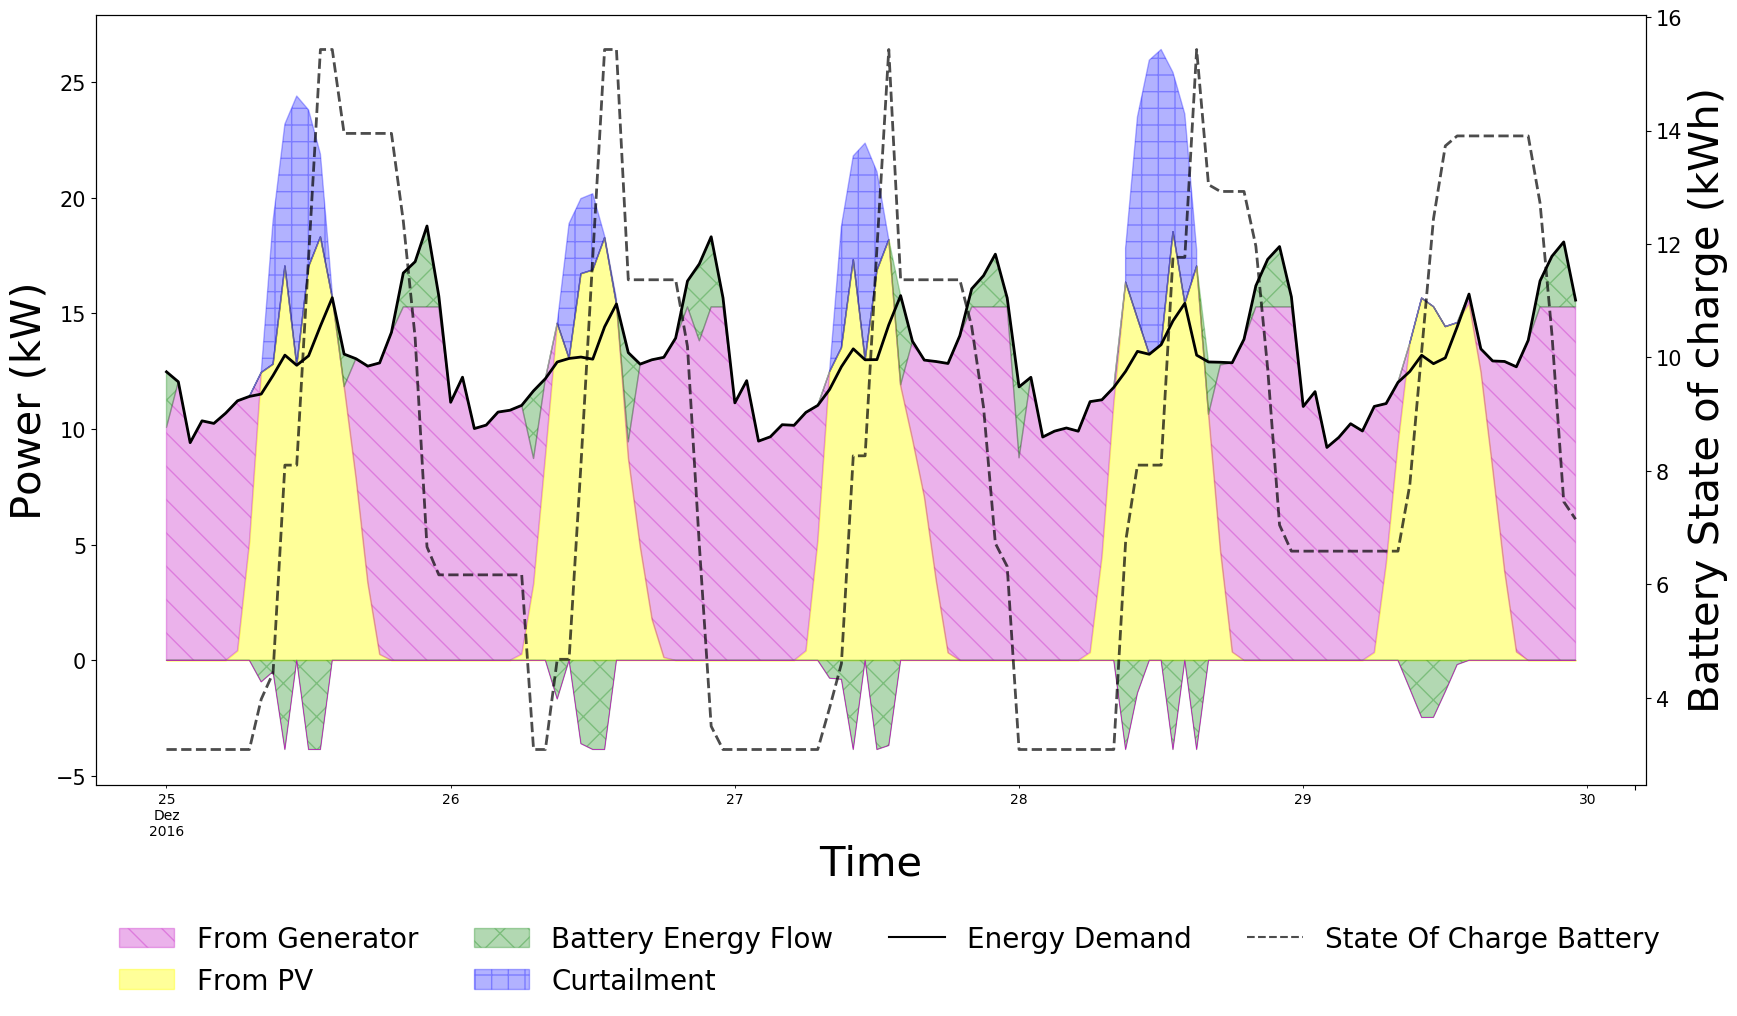 25
20
15
10
5
0
−5
Power (kW)
16
14
12
10
8
6
4
Battery State of charge (kWh)
25 26 27 28 29 30
Dez
2016
Time
From Generator Battery Energy Flow Energy Demand State Of Charge Battery
From PV Curtailment